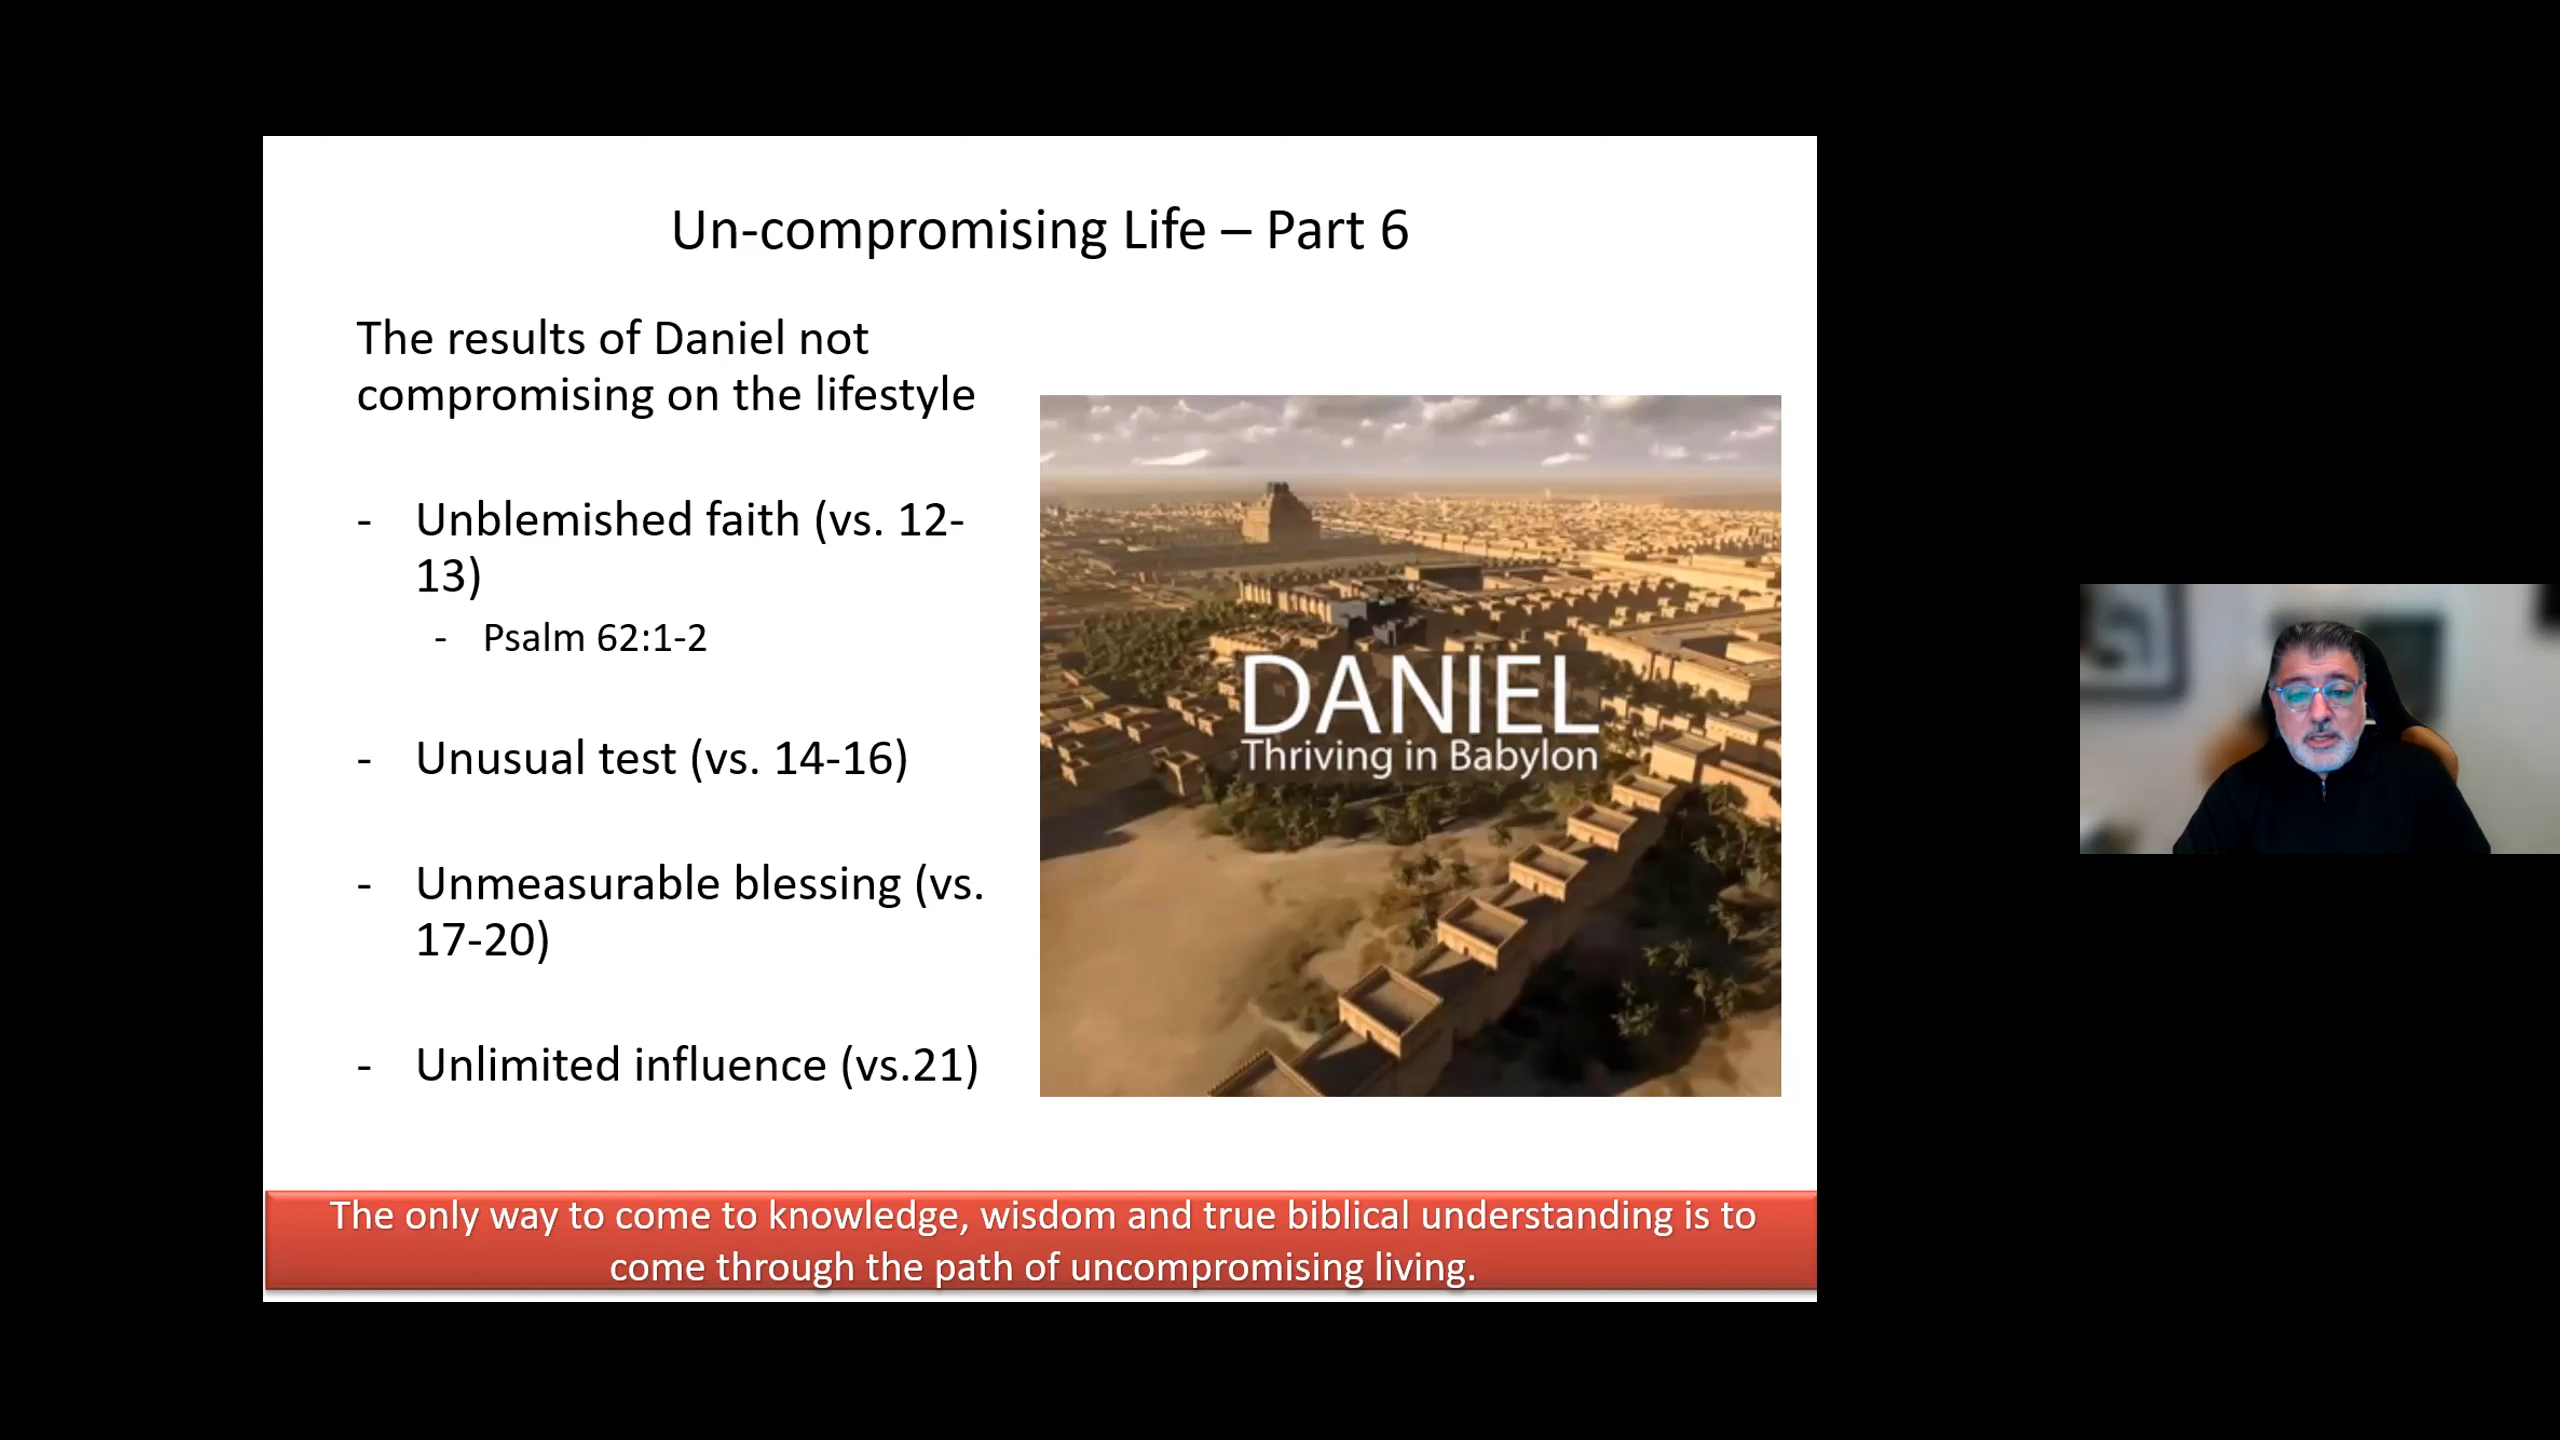 Un-compromising Life – Part 6
The results of Daniel not
compromising on the lifestyle
- Unblemished faith (vs. 12-
13)
- Psalm 62:1-2
- Unusual test (vs. 14-16)
- Unmeasurable blessing (vs.
17-20)
- Unlimited influence (vs.21)
DANIEL
Thriving in Babylon
The only way to come to knowledge, wisdom and true biblical understanding is to
come through the path of uncompromising living.